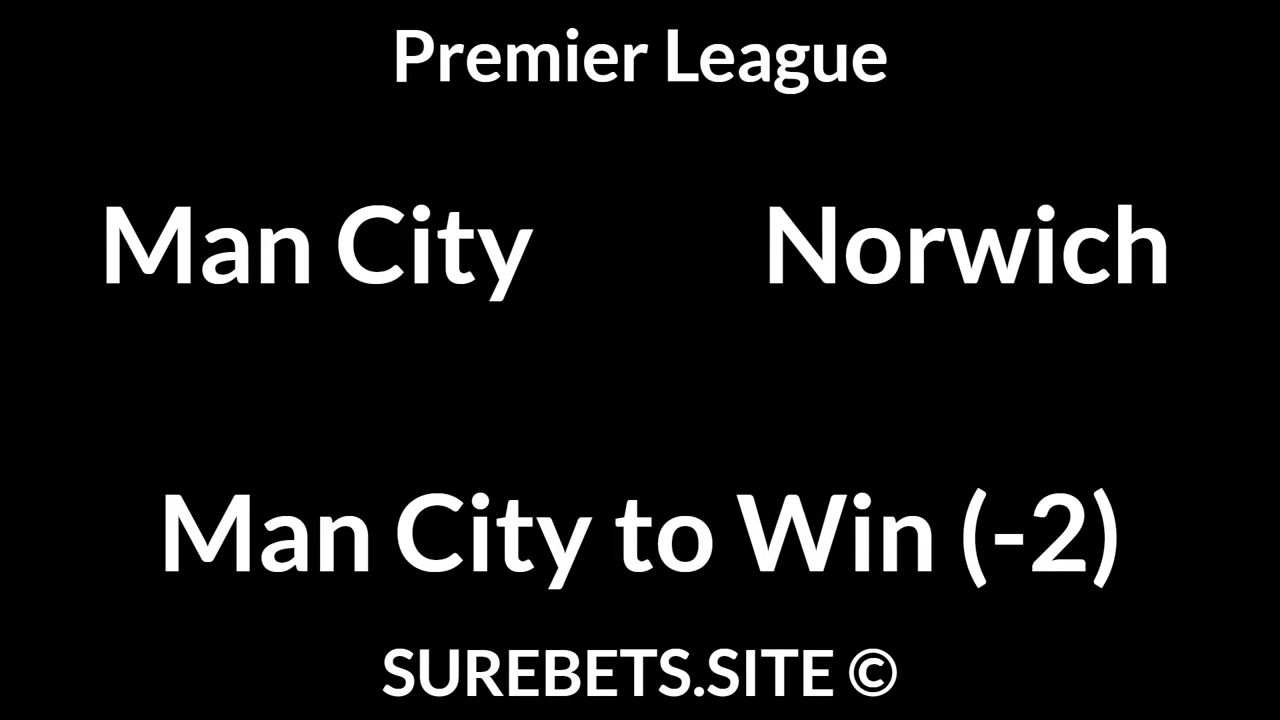 Premier League
Man City Norwich
Man City to Win (-2)
SUREBETS.SITE ©